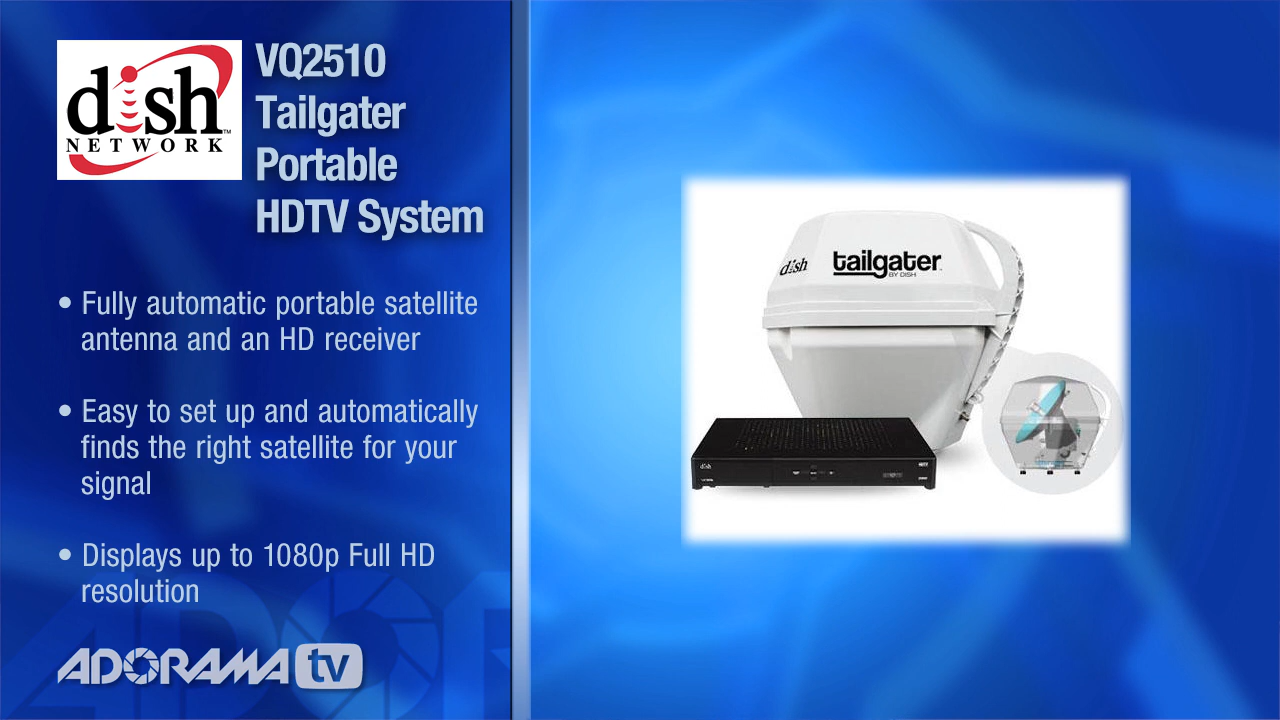 dish
NETWORK
VQ2510
Tailgater
Portable
HDTV System
• Fully automatic portable satellite
antenna and an HD receiver
• Easy to set up and automatically
finds the right satellite for your
signal
• Displays up to 1080p Full HD
resolution
ADORAMA tv
dish
tailgater
BY DISH
dish